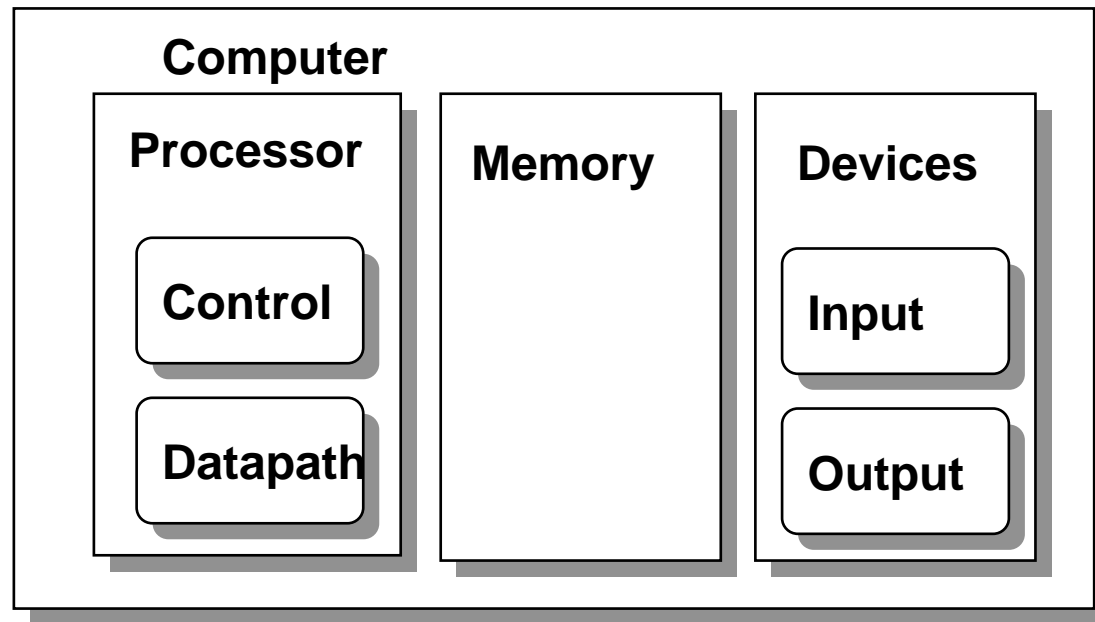 Computer
Processor
Control
Datapath
Memory
Devices
Input
Output